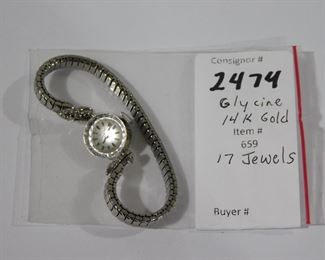 Consignor #
2474
Glycine
14K Gold
Item #
659
17 Jewels
Buyer #